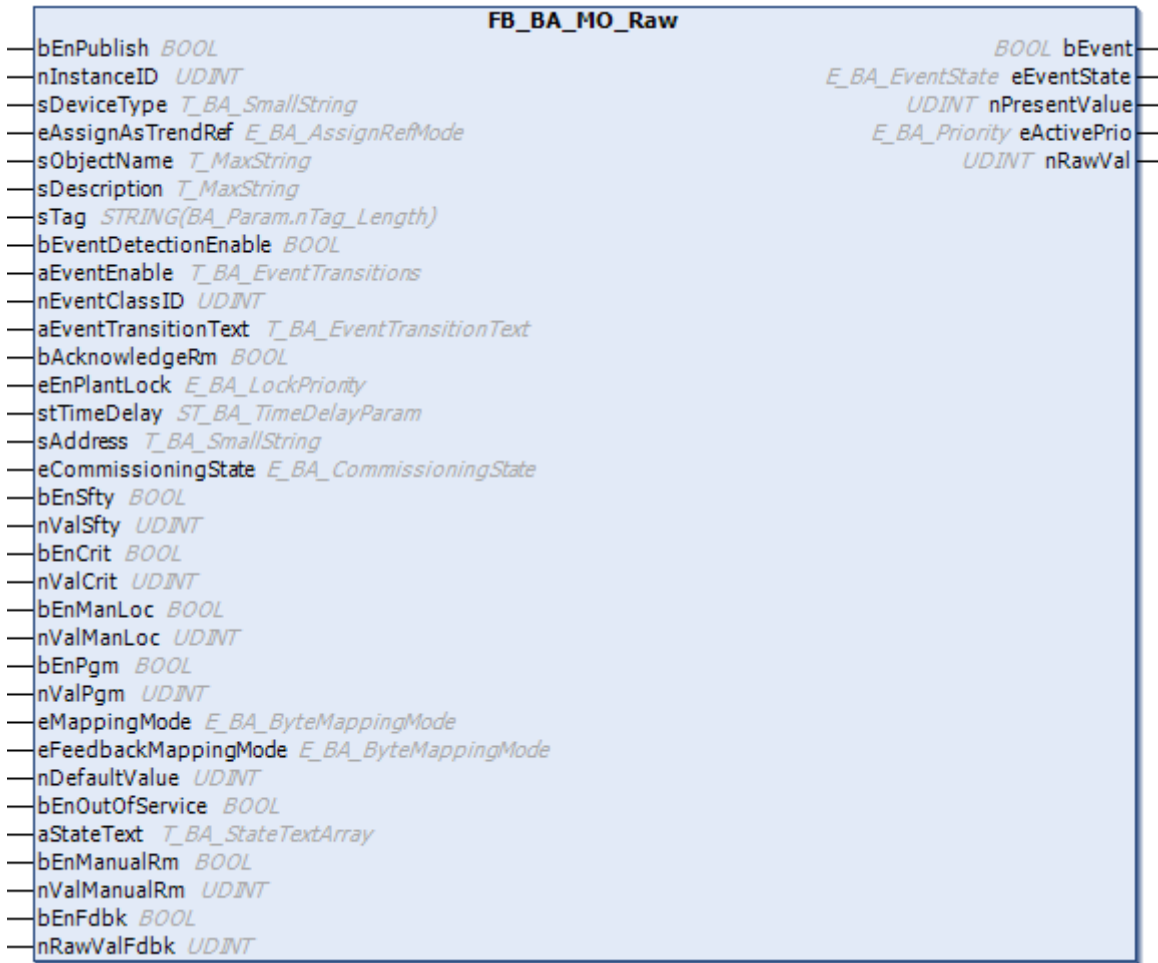 FB_BA_MO_Raw
bEnPublish BOOL BOOL bEvent
nInstanceID UDINT E_BA_EventState eEventState
sDeviceType T_BA_SmallString UDINT nPresentValue
eAssignAsTrendRef E_BA_AssignRefMode E_BA_Priority eActivePrio
sObjectName T_MaxString UDINT nRawVal
sDescription T_MaxString
sTag STRING(BA_Param.nTag_Length)
bEventDetectionEnable BOOL
aEventEnable T_BA_EventTransitions
nEventClassID UDINT
aEventTransitionText T_BA_EventTransitionText
bAcknowledgeRm BOOL
eEnPlantLock E_BA_LockPriority
stTimeDelay ST_BA_TimeDelayParam
sAddress T_BA_SmallString
eCommissioningState E_BA_CommissioningState
bEnSfty BOOL
nValSfty UDINT
bEnCrit BOOL
nValCrit UDINT
bEnManLoc BOOL
nValManLoc UDINT
bEnPgm BOOL
nValPgm UDINT
eMappingMode E_BA_ByteMappingMode
eFeedbackMappingMode E_BA_ByteMappingMode
nDefaultValue UDINT
bEnOutOfService BOOL
aStateText T_BA_StateTextArray
bEnManualRm BOOL
nValManualRm UDINT
bEnFdbk BOOL
nRawValFdbk UDINT